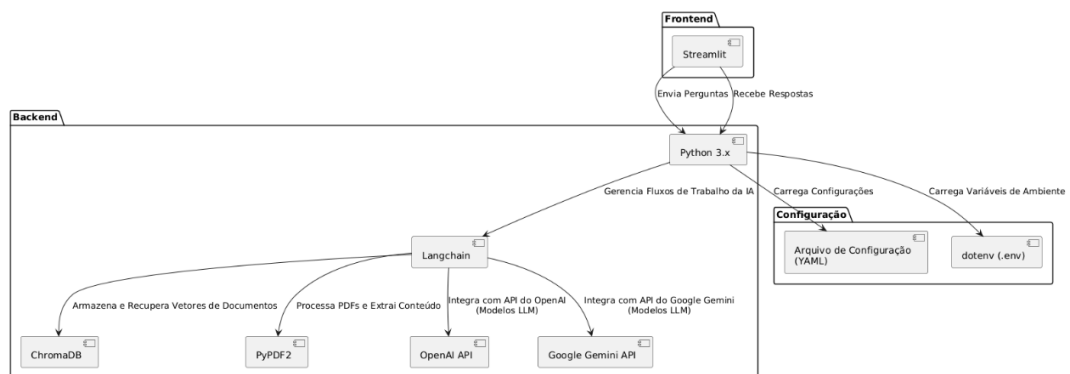 Frontend
Streamlit
Envia Perguntas
Recebe Respostas
Backend
Python 3.x
Gerencia Fluxos de Trabalho da IA
Carrega Configurações
Carrega Variáveis de Ambiente
Configuração
Arquivo de Configuração
(YAML)
dotenv (.env)
Langchain
Armazena e Recupera Vetores de Documentos
Processa PDFs e Extrai Conteúdo
Integra com API do OpenAI
(Modelos LLM)
Integra com API do Google Gemini
(Modelos LLM)
ChromaDB
PyPDF2
OpenAI API
Google Gemini API